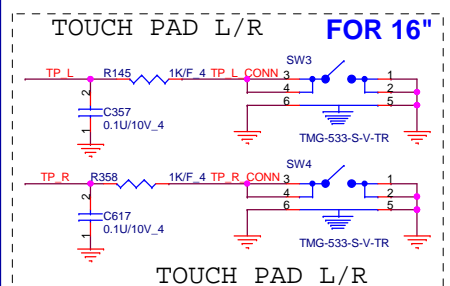 TOUCH PAD L/R FOR 16"
SW3
TP_L R145 1K/F_4 TP_L_CONN 3 1
4 2
6 5
2
C357
0.1U/10V_4
1
TMG-533-S-V-TR
SW4
TP_R R358 1K/F_4 TP_R_CONN 3 1
4 2
6 5
2
C617
0.1U/10V_4
1
TMG-533-S-V-TR
TOUCH PAD L/R